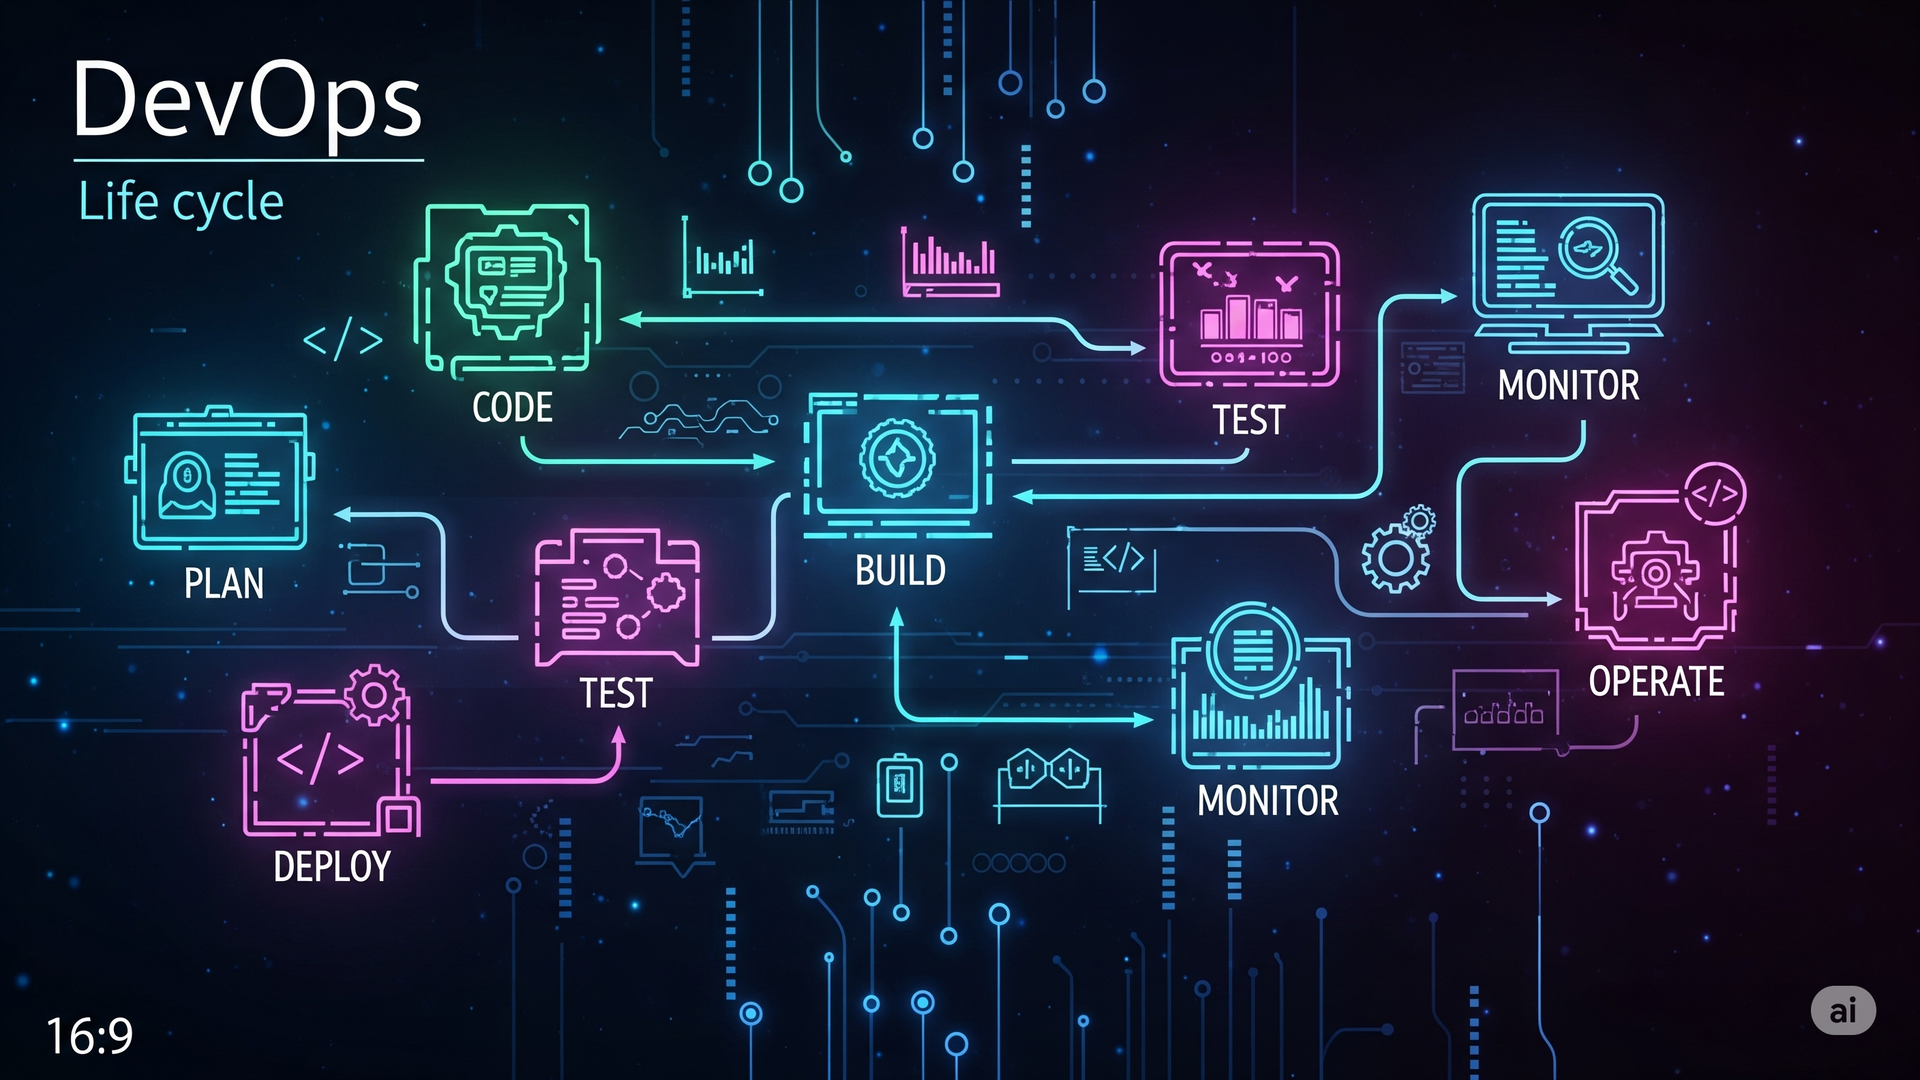 DevOps
Life cycle
CODE
</>
TEST
MONITOR
PLAN
BUILD
</>
</>
TEST
OPERATE
DEPLOY
</>
MONITOR
16:9
ai